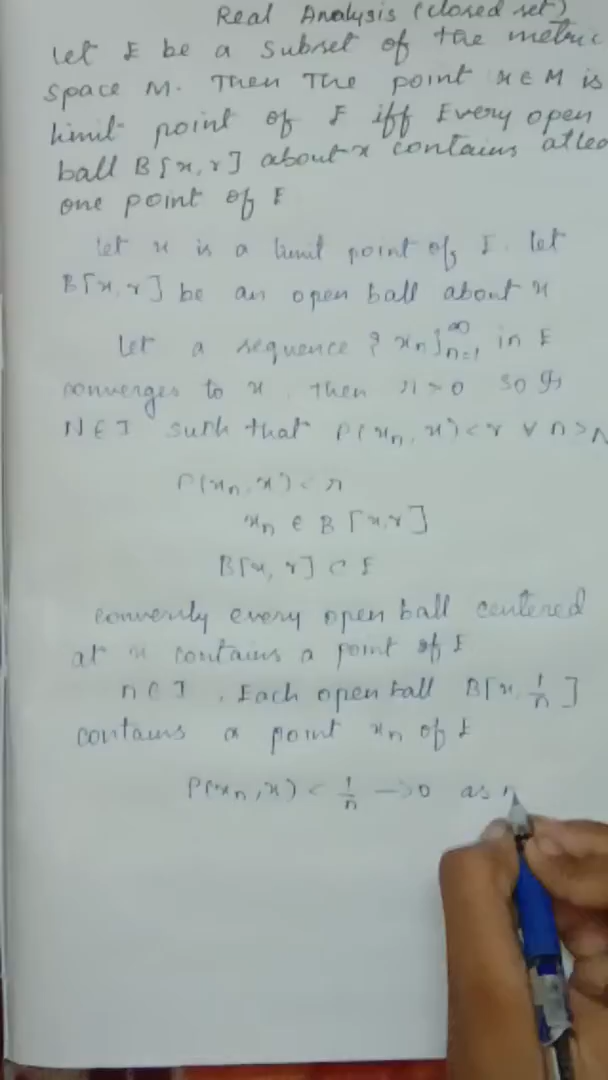 Real Analysis (closed set)
Let E be a subset of the metric
space M. Then The point x ∈ M is
limit point of E iff Every open
ball B[x, r] about x contains atlea
one point of E
Let x is a limit point of E. let
B[x, r] be an open ball about x
Let a sequence {xn}∞n=1 in E
converges to x. then r > 0 so
N ∈ I such that P(xn, x) < r ∀ n > N
P(xn, x) < r
xn ∈ B[x, r]
B[x, r] ⊂ E
conversly every open ball centered
at x contains a point of E
n ∈ I. Each open ball B[x, 1/n]
contains a point xn of E
P(xn, x) < 1/n → 0 as